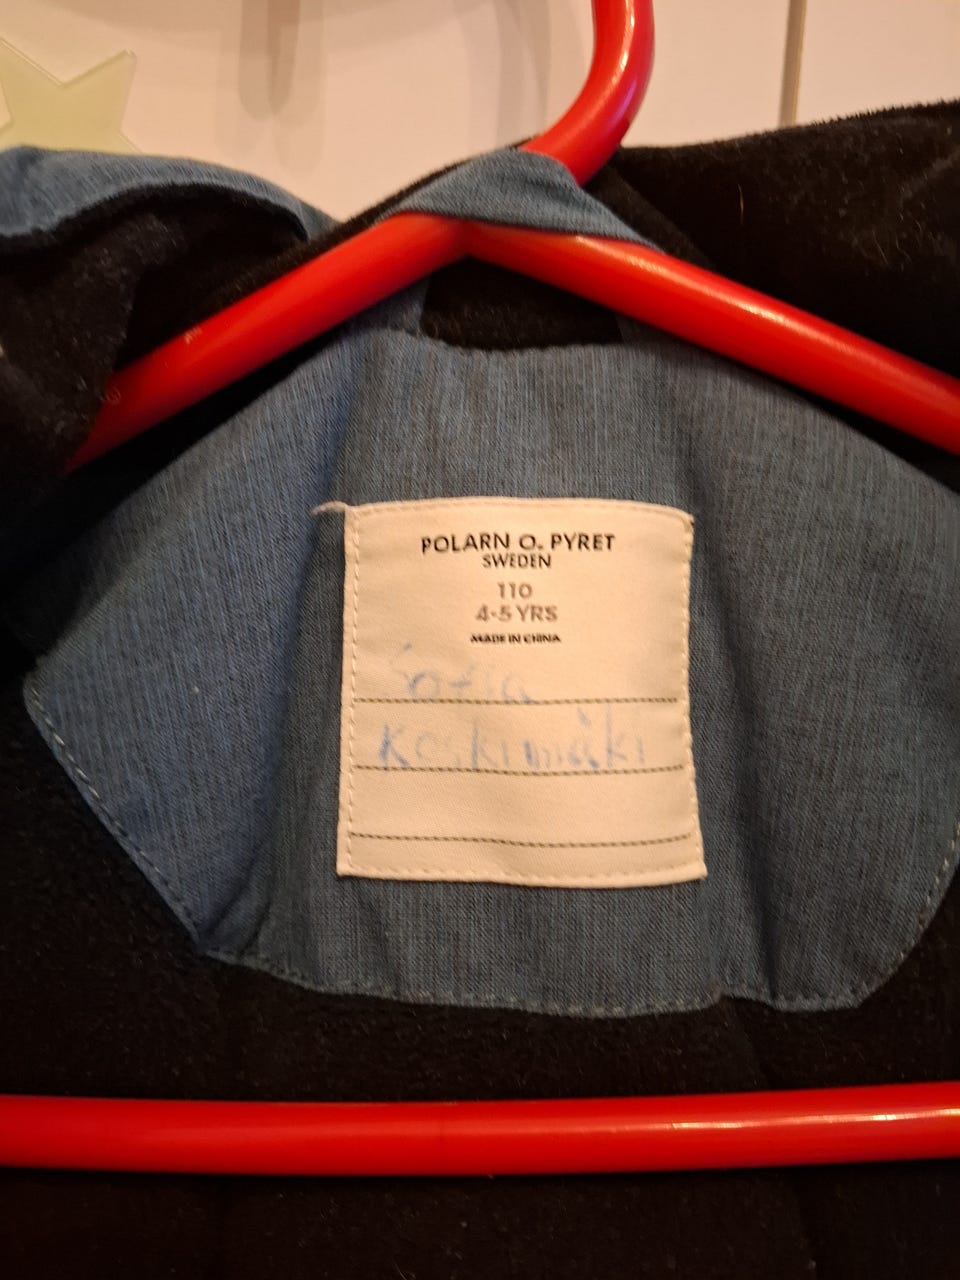 POLARN O. PYRET
SWEDEN
110
4-5 YRS
MADE IN CHINA
Sofia
Koskimäki